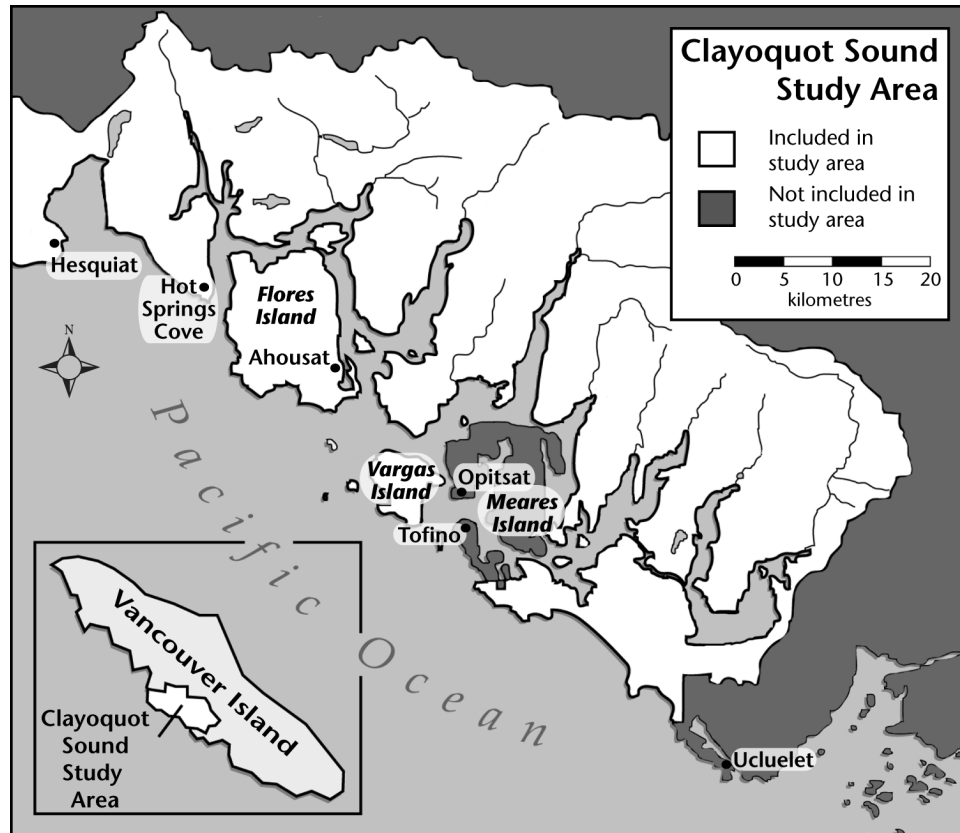 Clayoquot Sound
Study Area
Included in
study area
Not included in
study area
0 5 10 15 20
kilometres
Hesquiat
Hot
Springs
Cove
Flores
Island
Ahousat
N
Vargas
Island
Opitsat
Meares
Island
Tofino
Pacific Ocean
Vancouver Island
Clayoquot
Sound
Study
Area
Ucluelet